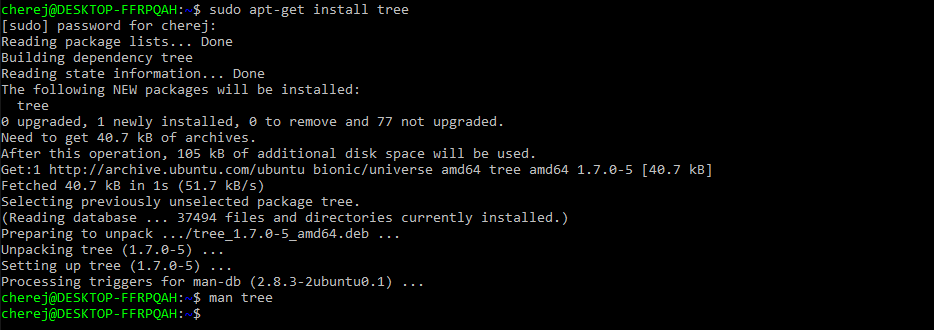 cherej@DESKTOP-FFRPQAH:~$ sudo apt-get install tree
[sudo] password for cherej:
Reading package lists... Done
Building dependency tree
Reading state information... Done
The following NEW packages will be installed:
  tree
0 upgraded, 1 newly installed, 0 to remove and 77 not upgraded.
Need to get 40.7 kB of archives.
After this operation, 105 kB of additional disk space will be used.
Get:1 http://archive.ubuntu.com/ubuntu bionic/universe amd64 tree amd64 1.7.0-5 [40.7 kB]
Fetched 40.7 kB in 1s (51.7 kB/s)
Selecting previously unselected package tree.
(Reading database ... 37494 files and directories currently installed.)
Preparing to unpack .../tree_1.7.0-5_amd64.deb ...
Unpacking tree (1.7.0-5) ...
Setting up tree (1.7.0-5) ...
Processing triggers for man-db (2.8.3-2ubuntu0.1) ...
cherej@DESKTOP-FFRPQAH:~$ man tree
cherej@DESKTOP-FFRPQAH:~$